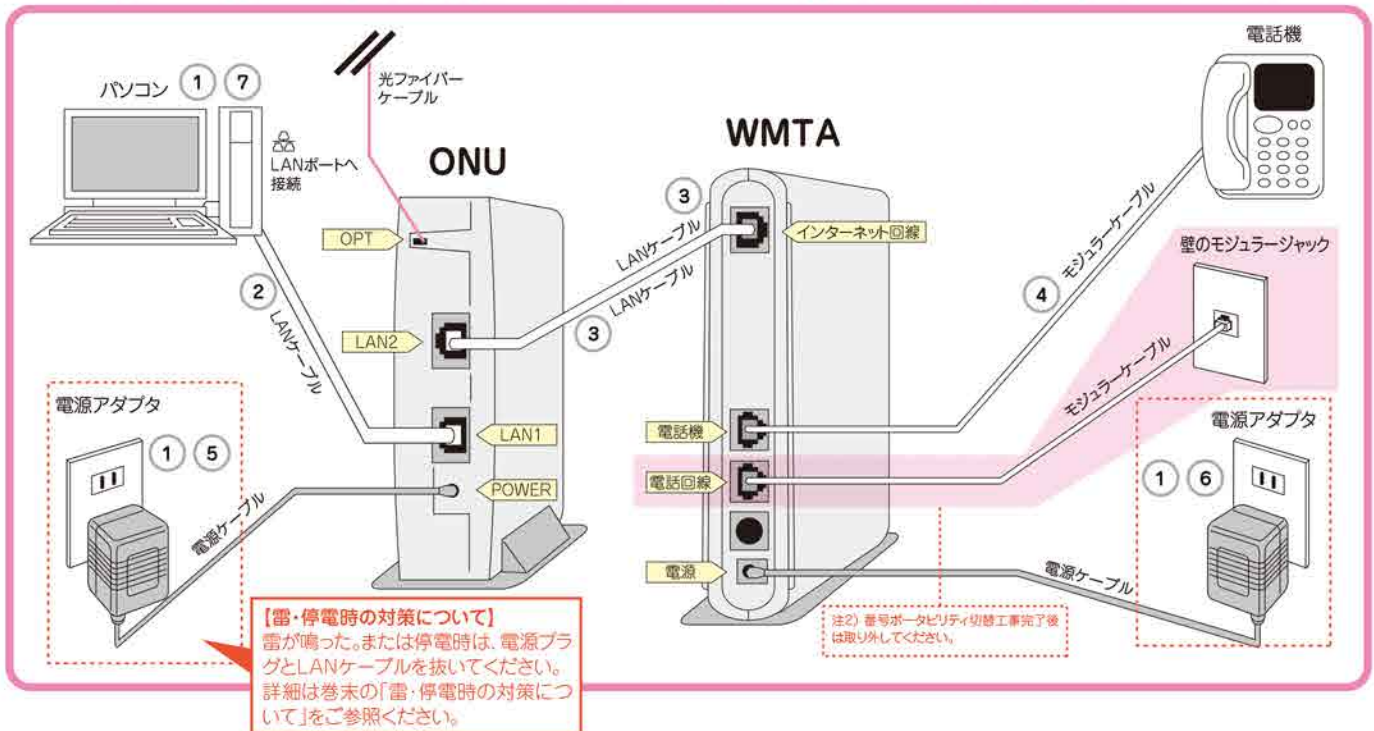 パソコン
1
7
LANポートへ
接続
光ファイバー
ケーブル
ONU
WMTA
電話機
OPT
LAN2
LAN1
POWER
2
LANケーブル
3
LANケーブル
LANケーブル
3
インターネット回線
電話機
電話回線
電源
4
モジュラーケーブル
壁のモジュラージャック
モジュラーケーブル
電源アダプタ
1
5
電源ケーブル
電源アダプタ
1
6
電源ケーブル
【雷・停電時の対策について】
雷が鳴った。または停電時は、電源プラ
グとLANケーブルを抜いてください。
詳細は巻末の「雷・停電時の対策につ
いて」をご参照ください。
注2) 番号ポータビリティ切替工事完了後
は取り外してください。